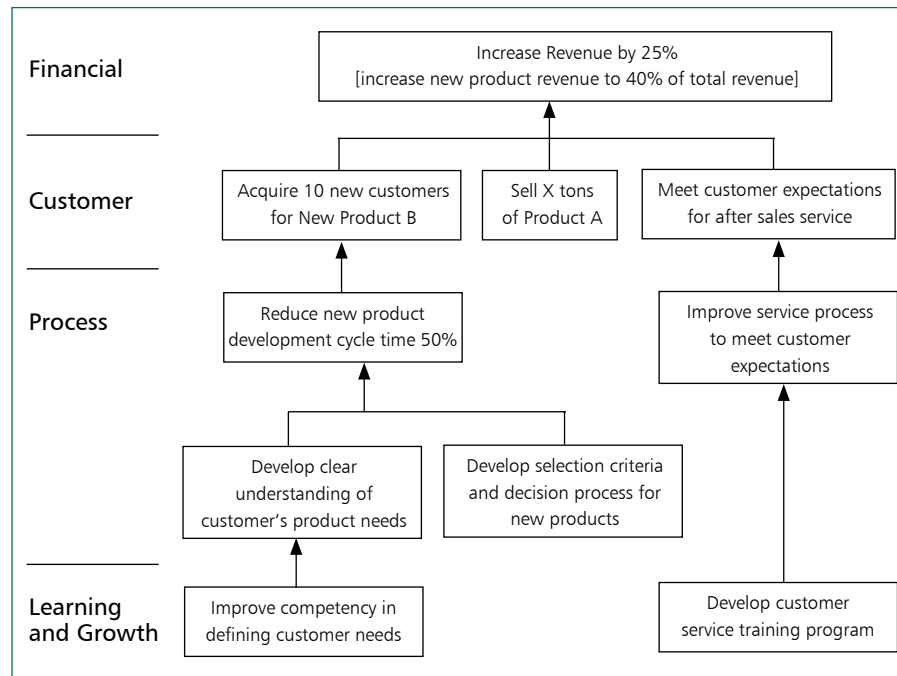 Financial
Increase Revenue by 25%
[increase new product revenue to 40% of total revenue]
Customer
Acquire 10 new customers
for New Product B
Sell X tons
of Product A
Meet customer expectations
for after sales service
Process
Reduce new product
development cycle time 50%
Improve service process
to meet customer
expectations
Develop clear
understanding of
customer’s product needs
Develop selection criteria
and decision process for
new products
Learning
and Growth
Improve competency in
defining customer needs
Develop customer
service training program